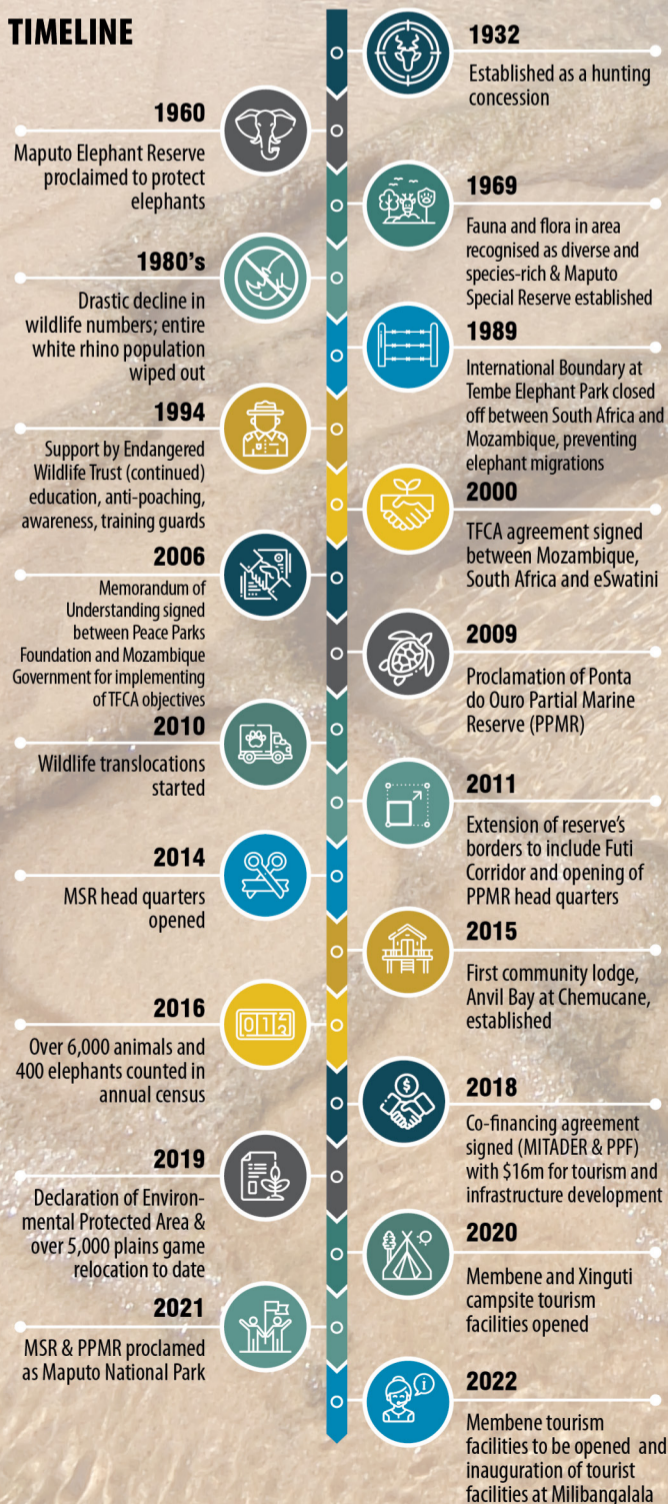 TIMELINE
1932
Established as a hunting
concession
1960
Maputo Elephant Reserve
proclaimed to protect
elephants
1969
Fauna and flora in area
recognised as diverse and
species-rich & Maputo
Special Reserve established
1980's
Drastic decline in
wildlife numbers; entire
white rhino population
wiped out
1989
International Boundary at
Tembe Elephant Park closed
off between South Africa and
Mozambique, preventing
elephant migrations
1994
Support by Endangered
Wildlife Trust (continued)
education, anti-poaching,
awareness, training guards
2000
TFCA agreement signed
between Mozambique,
South Africa and eSwatini
2006
Memorandum of
Understanding signed
between Peace Parks
Foundation and Mozambique
Government for implementing
of TFCA objectives
2009
Proclamation of Ponta
do Ouro Partial Marine
Reserve (PPMR)
2010
Wildlife translocations
started
2011
Extension of reserve's
borders to include Futi
Corridor and opening of
PPMR head quarters
2014
MSR head quarters
opened
2015
First community lodge,
Anvil Bay at Chemucane,
established
2016
Over 6,000 animals and
400 elephants counted in
annual census
2018
Co-financing agreement
signed (MITADER & PPF)
with $16m for tourism and
infrastructure development
2019
Declaration of Environ-
mental Protected Area &
over 5,000 plains game
relocation to date
2020
Membene and Xinguti
campsite tourism
facilities opened
2021
MSR & PPMR proclamed
as Maputo National Park
2022
Membene tourism
facilities to be opened and
inauguration of tourist
facilities at Milibangalala